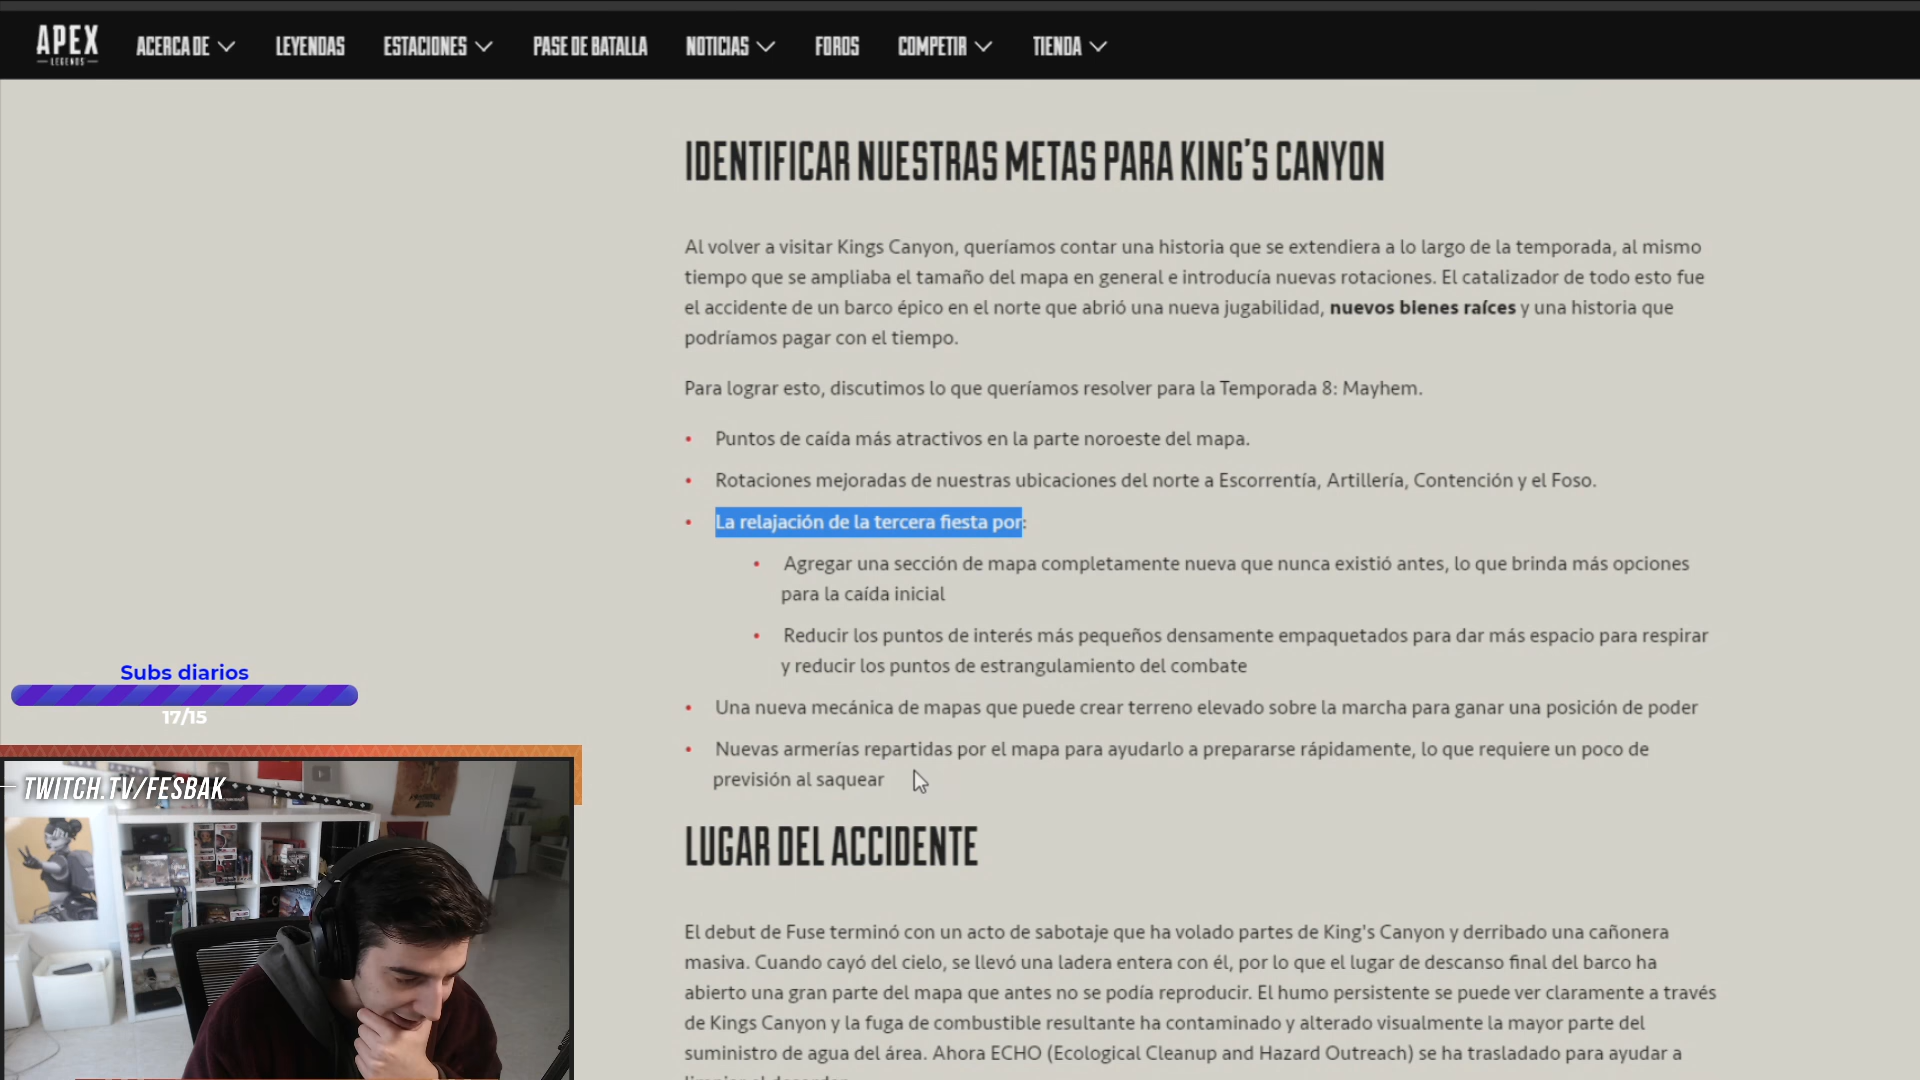 APEX
LEGENDS
ACERCA DE
LEYENDAS
ESTACIONES
PASE DE BATALLA
NOTICIAS
FOROS
COMPETIR
TIENDA
IDENTIFICAR NUESTRAS METAS PARA KING'S CANYON
Al volver a visitar Kings Canyon, queríamos contar una historia que se extendiera a lo largo de la temporada, al mismo
tiempo que se ampliaba el tamaño del mapa en general e introducía nuevas rotaciones. El catalizador de todo esto fue
el accidente de un barco épico en el norte que abrió una nueva jugabilidad, nuevos bienes raíces y una historia que
podríamos pagar con el tiempo.
Para lograr esto, discutimos lo que queríamos resolver para la Temporada 8: Mayhem.
• Puntos de caída más atractivos en la parte noroeste del mapa.
• Rotaciones mejoradas de nuestras ubicaciones del norte a Escorrentía, Artillería, Contención y el Foso.
• La relajación de la tercera fiesta por:
• Agregar una sección de mapa completamente nueva que nunca existió antes, lo que brinda más opciones
para la caída inicial
• Reducir los puntos de interés más pequeños densamente empaquetados para dar más espacio para respirar
y reducir los puntos de estrangulamiento del combate
• Una nueva mecánica de mapas que puede crear terreno elevado sobre la marcha para ganar una posición de poder
• Nuevas armerías repartidas por el mapa para ayudarlo a prepararse rápidamente, lo que requiere un poco de
previsión al saquear
LUGAR DEL ACCIDENTE
El debut de Fuse terminó con un acto de sabotaje que ha volado partes de King's Canyon y derribado una cañonera
masiva. Cuando cayó del cielo, se llevó una ladera entera con él, por lo que el lugar de descanso final del barco ha
abierto una gran parte del mapa que antes no se podía reproducir. El humo persistente se puede ver claramente a través
de Kings Canyon y la fuga de combustible resultante ha contaminado y alterado visualmente la mayor parte del
suministro de agua del área. Ahora ECHO (Ecological Cleanup and Hazard Outreach) se ha trasladado para ayudar a
Subs diarios
17/15
TWITCH.TV/FESBAK